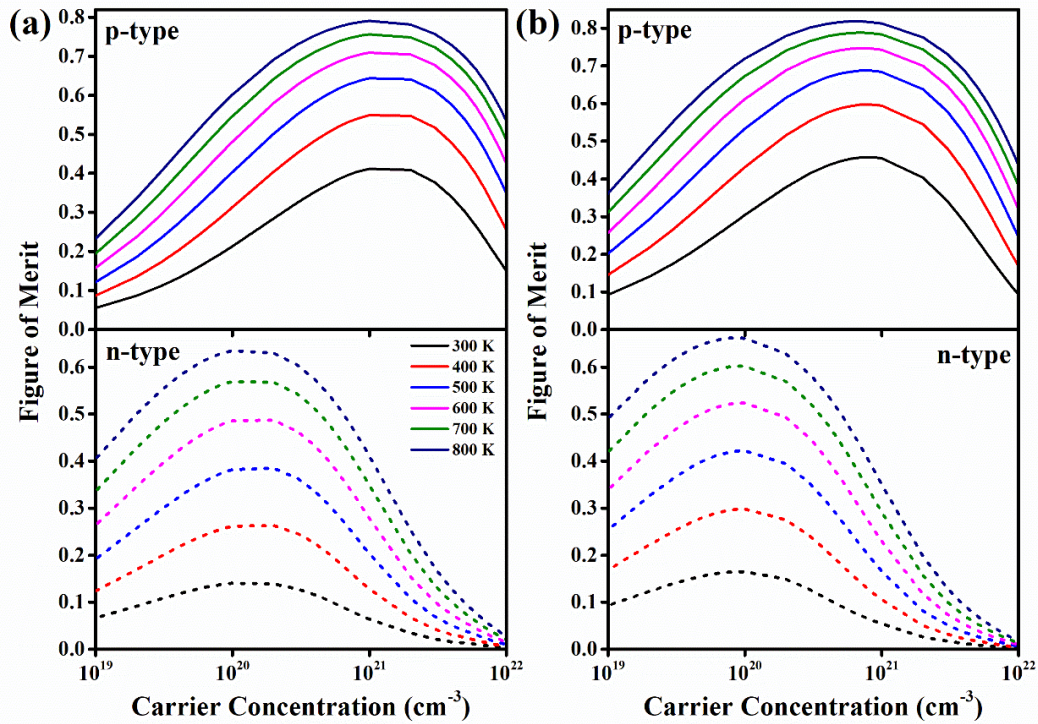 (a)
p-type
0.8
0.7
0.6
0.5
0.4
0.3
0.2
0.1
0.0
n-type
300 K
400 K
500 K
600 K
700 K
800 K
0.6
0.5
0.4
0.3
0.2
0.1
0.0
Figure of Merit
10^19
10^20
10^21
10^22
Carrier Concentration (cm^-3)
(b)
p-type
0.8
0.7
0.6
0.5
0.4
0.3
0.2
0.1
0.0
n-type
0.6
0.5
0.4
0.3
0.2
0.1
0.0
Figure of Merit
10^19
10^20
10^21
10^22
Carrier Concentration (cm^-3)